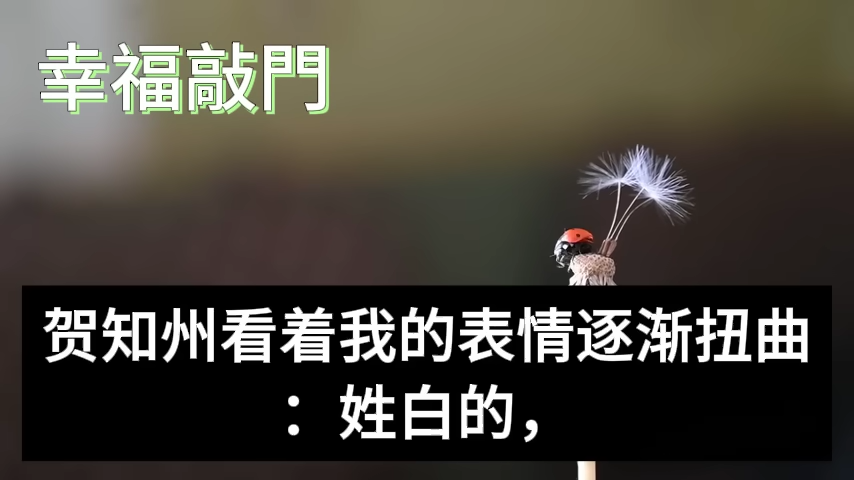 幸福敲門
贺知州看着我的表情逐渐扭曲
：姓白的，